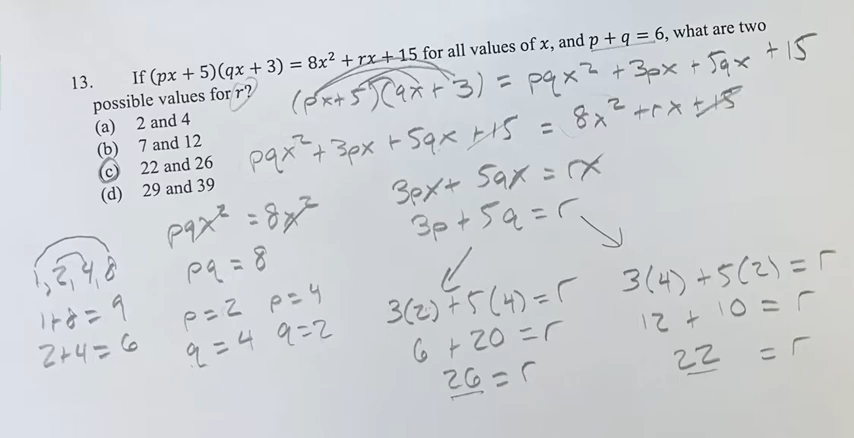 13. If (px + 5)(qx + 3) = 8x² + rx + 15 for all values of x, and p + q = 6, what are two
possible values for r?
(px+5)(qx+3) = pqx² + 3px + 5qx + 15
(a) 2 and 4
(b) 7 and 12
(c) 22 and 26
(d) 29 and 39
pqx² + 3px + 5qx + 15 = 8x² + rx + 15
3px + 5qx = rx
3p + 5q = r
pqx² = 8x²
pq = 8
1, 2, 4, 8
1+8 = 9
2+4 = 6
p=2 p=4
q=4 q=2
3(2) + 5(4) = r
6 + 20 = r
26 = r
3(4) + 5(2) = r
12 + 10 = r
22 = r